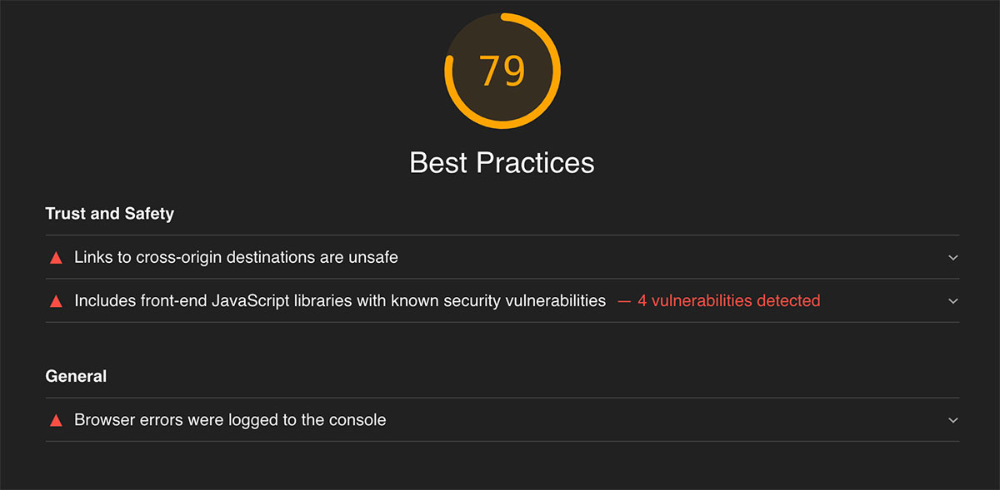 79
Best Practices
Trust and Safety
Links to cross-origin destinations are unsafe
Includes front-end JavaScript libraries with known security vulnerabilities — 4 vulnerabilities detected
General
Browser errors were logged to the console